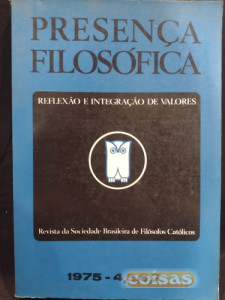 PRESENÇA
FILOSÓFICA
REFLEXÃO E INTEGRAÇÃO DE VALORES
Revista da Sociedade Brasileira de Filósofos Católicos
1975 - 4
coisas